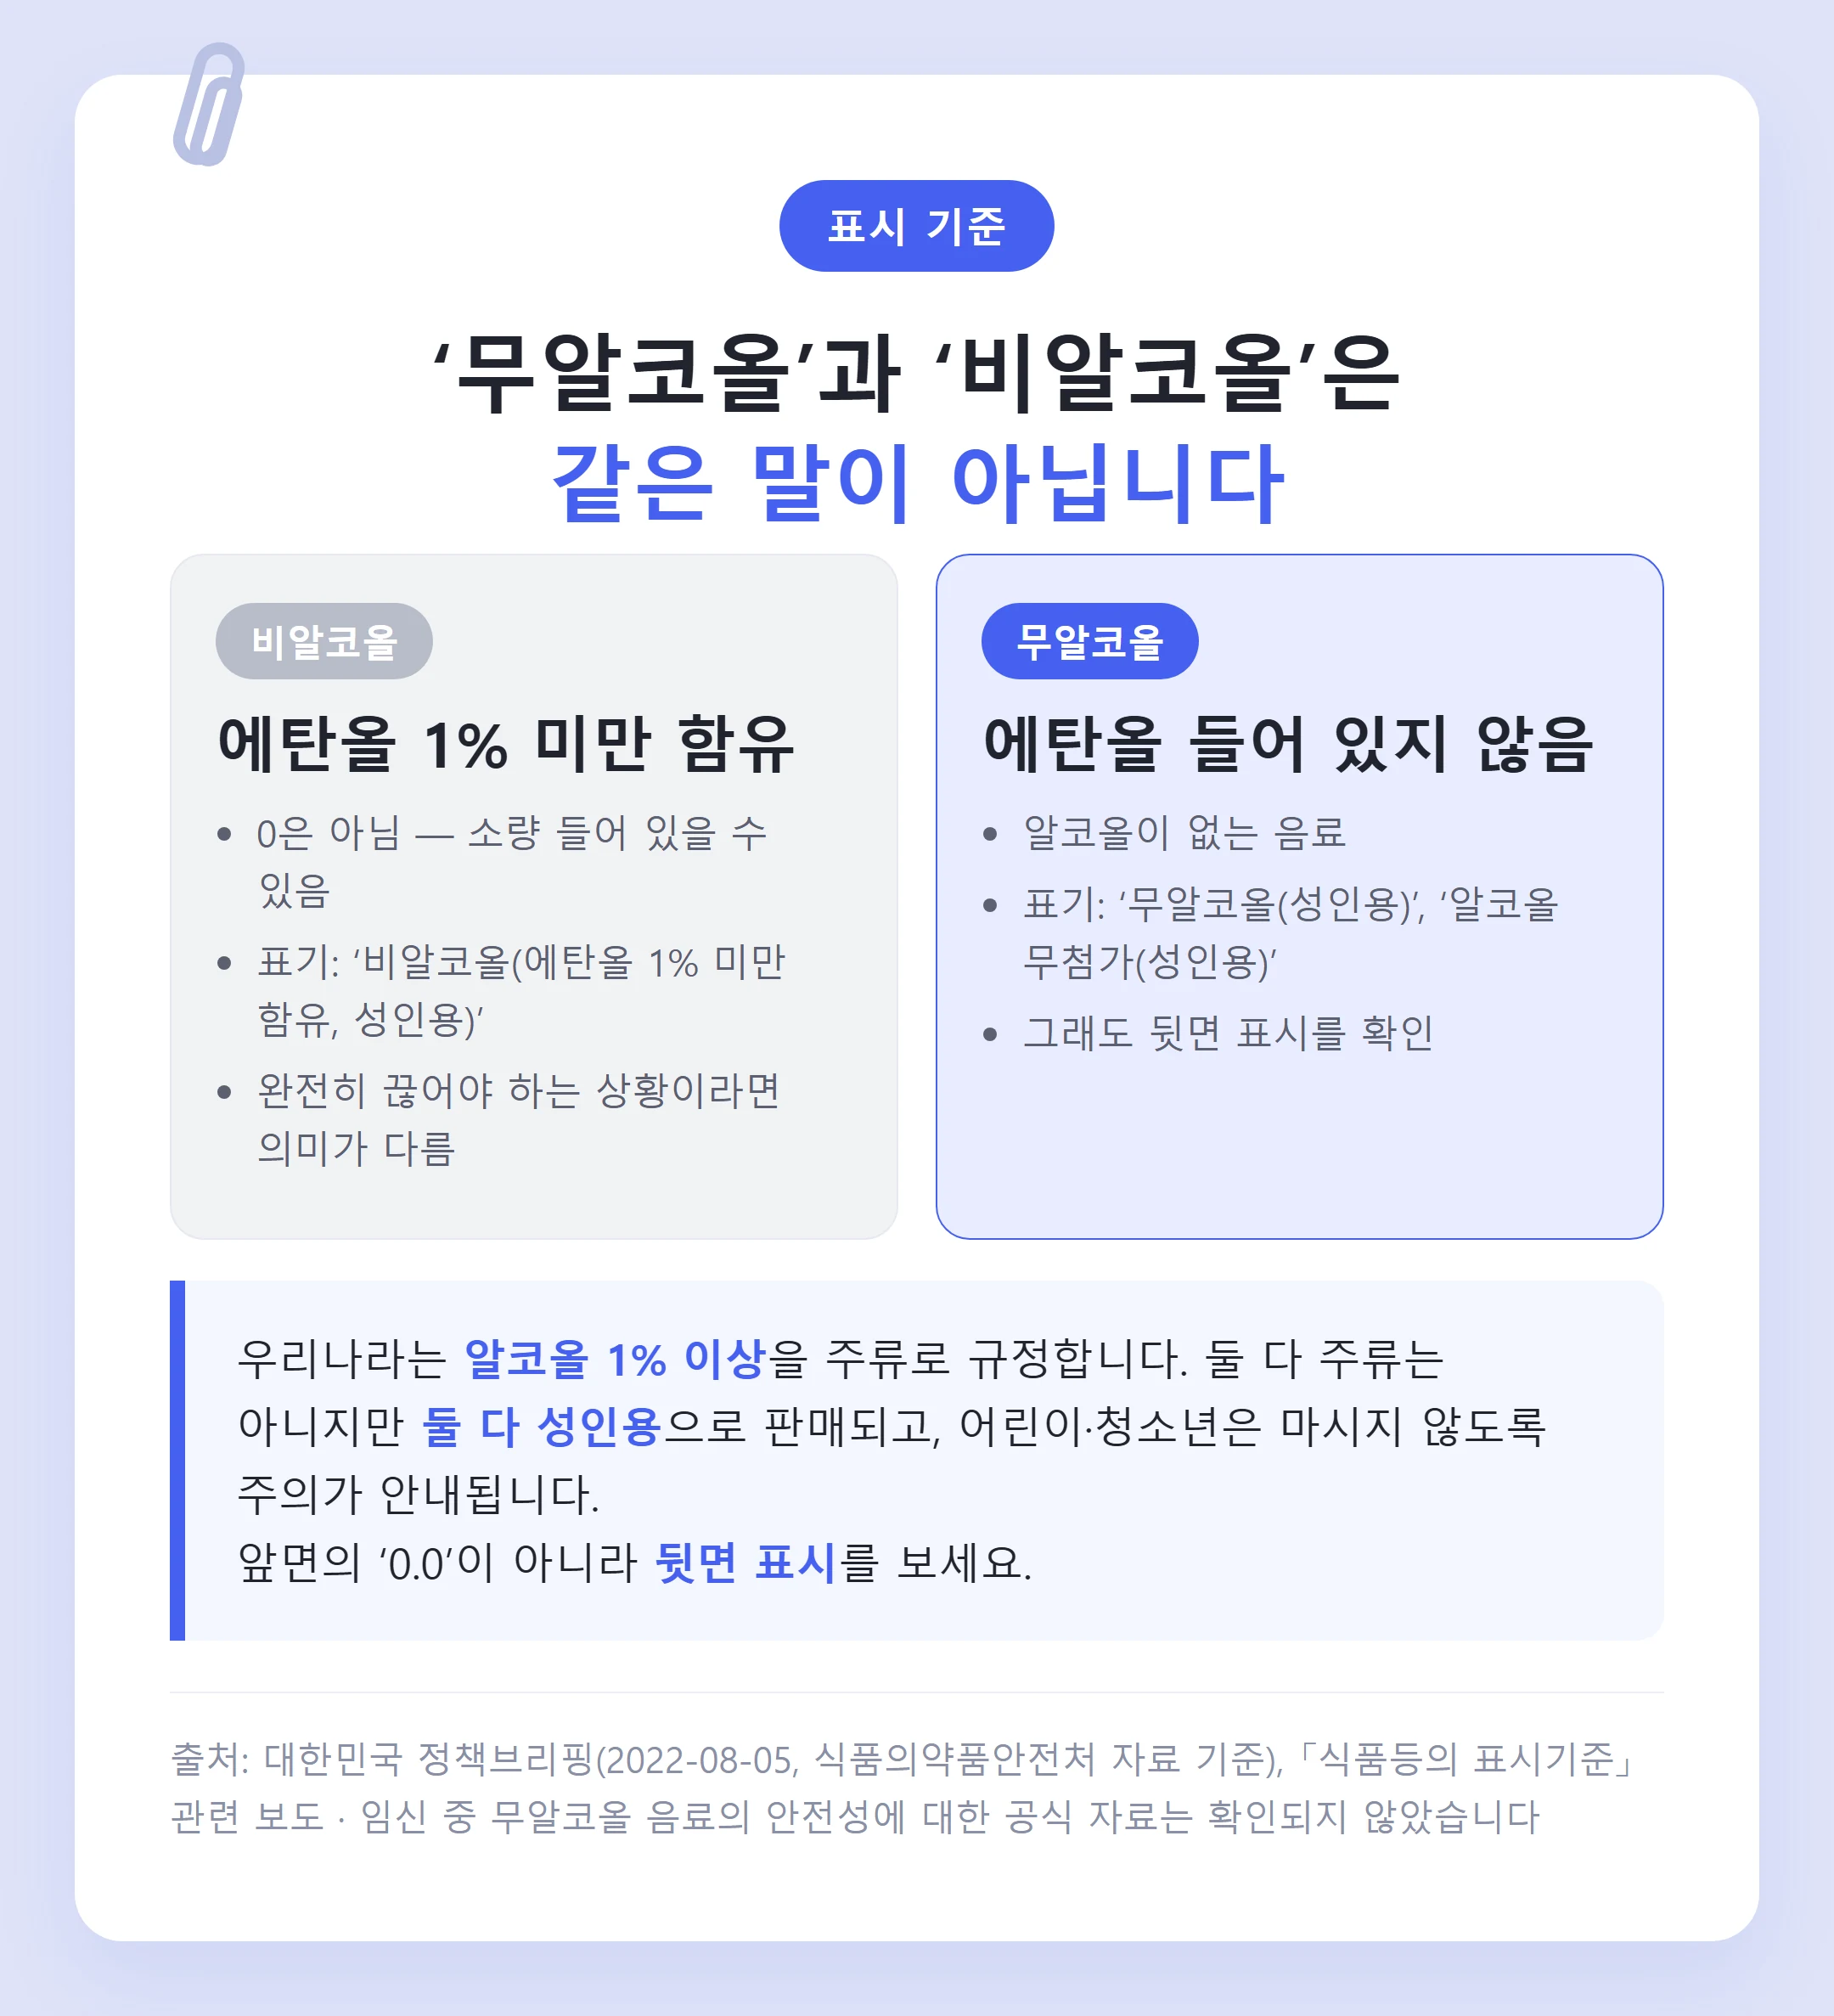 표시 기준
‘무알코올’과 ‘비알코올’은
같은 말이 아닙니다
비알코올
에탄올 1% 미만 함유
• 0은 아님 — 소량 들어 있을 수
있음
• 표기: ‘비알코올(에탄올 1% 미만
함유, 성인용)’
• 완전히 끊어야 하는 상황이라면
의미가 다름
무알코올
에탄올 들어 있지 않음
• 알코올이 없는 음료
• 표기: ‘무알코올(성인용)’, ‘알코올
무첨가(성인용)’
• 그래도 뒷면 표시를 확인
우리나라는 알코올 1% 이상을 주류로 규정합니다. 둘 다 주류는
아니지만 둘 다 성인용으로 판매되고, 어린이·청소년은 마시지 않도록
주의가 안내됩니다.
앞면의 ‘0.0’이 아니라 뒷면 표시를 보세요.
출처: 대한민국 정책브리핑(2022-08-05, 식품의약품안전처 자료 기준),「식품등의 표시기준」
관련 보도 · 임신 중 무알코올 음료의 안전성에 대한 공식 자료는 확인되지 않았습니다